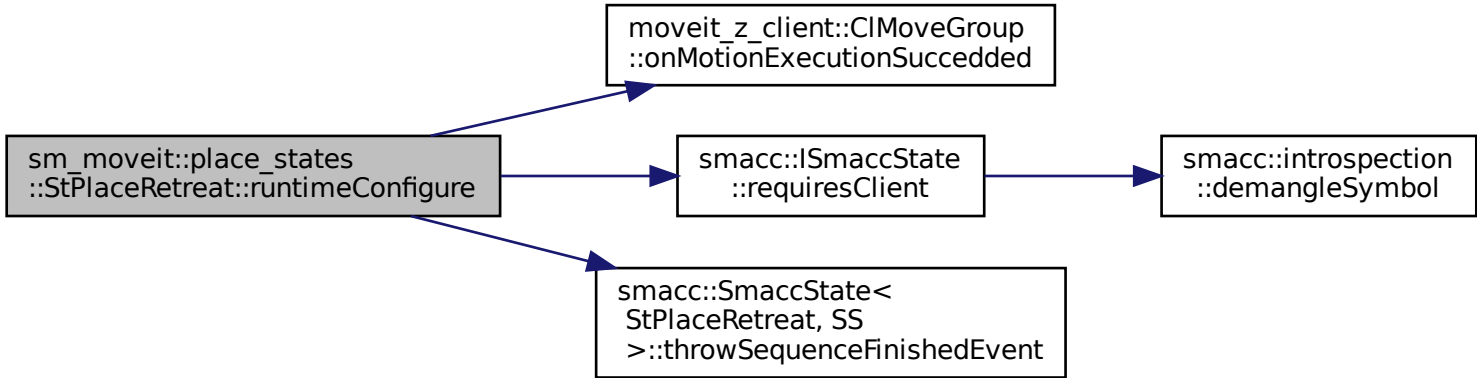 moveit_z_client::ClMoveGroup
::onMotionExecutionSuccedded
sm_moveit::place_states
::StPlaceRetreat::runtimeConfigure
smacc::ISmaccState
::requiresClient
smacc::introspection
::demangleSymbol
smacc::SmaccState<
StPlaceRetreat, SS
>::throwSequenceFinishedEvent